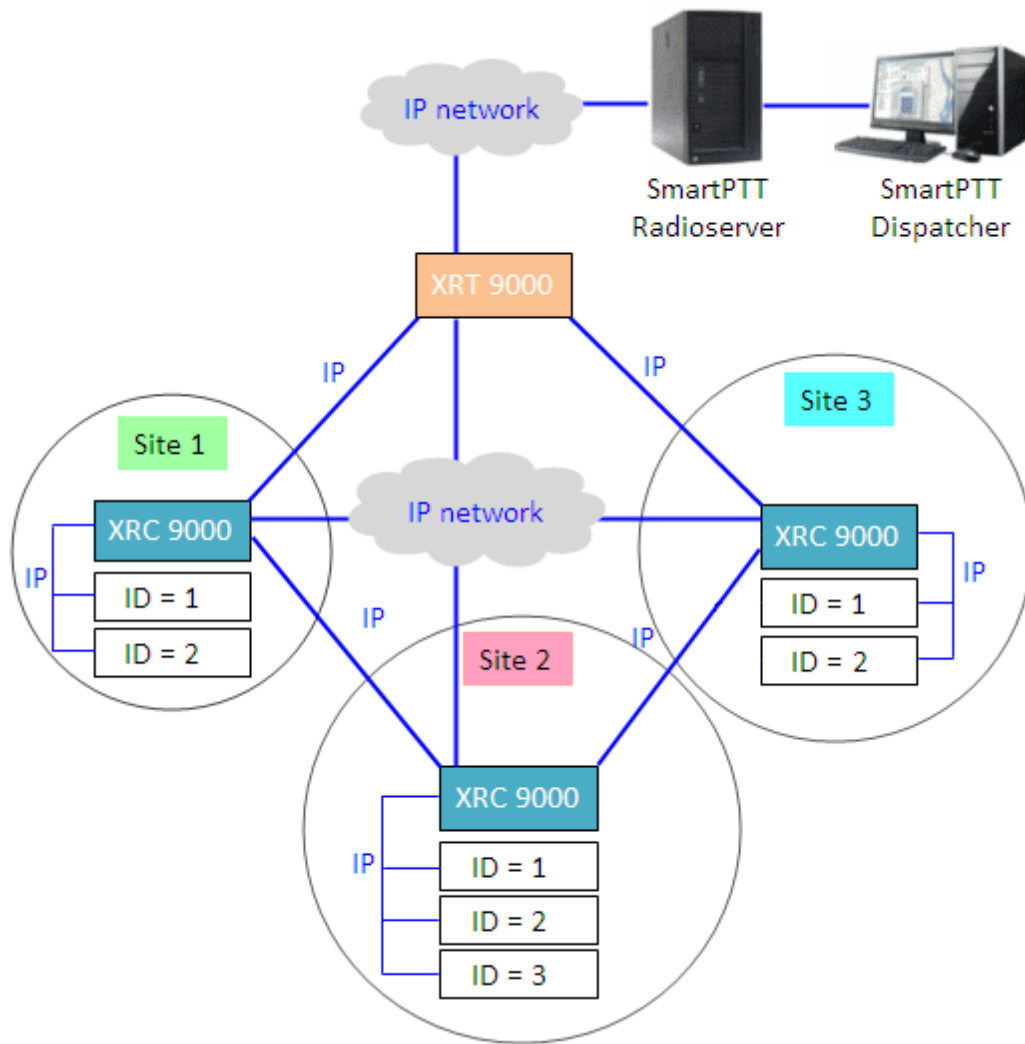 IP network
SmartPTT
Radioserver
SmartPTT
Dispatcher
XRT 9000
IP
IP
Site 1
Site 3
XRC 9000
IP network
XRC 9000
IP
ID = 1
ID = 2
IP
ID = 1
ID = 2
IP
IP
Site 2
XRC 9000
IP
ID = 1
ID = 2
ID = 3